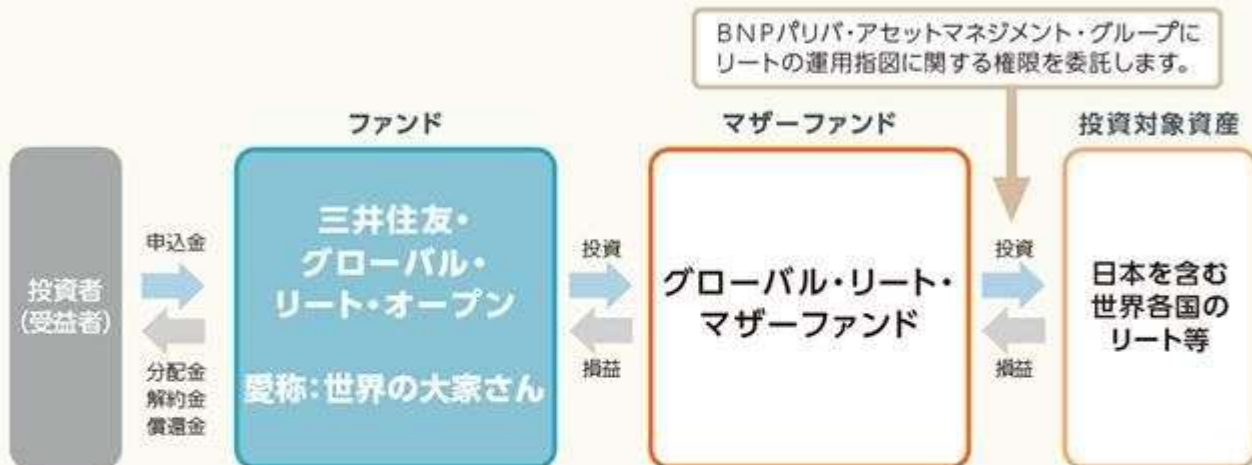 BNPパリバ・アセットマネジメント・グループに
リートの運用指図に関する権限を委託します。
ファンド
マザーファンド
投資対象資産
投資者
(受益者)
申込金
分配金
解約金
償還金
三井住友・
グローバル・
リート・オープン
愛称:世界の大家さん
投資
損益
グローバル・リート・
マザーファンド
投資
損益
日本を含む
世界各国の
リート等